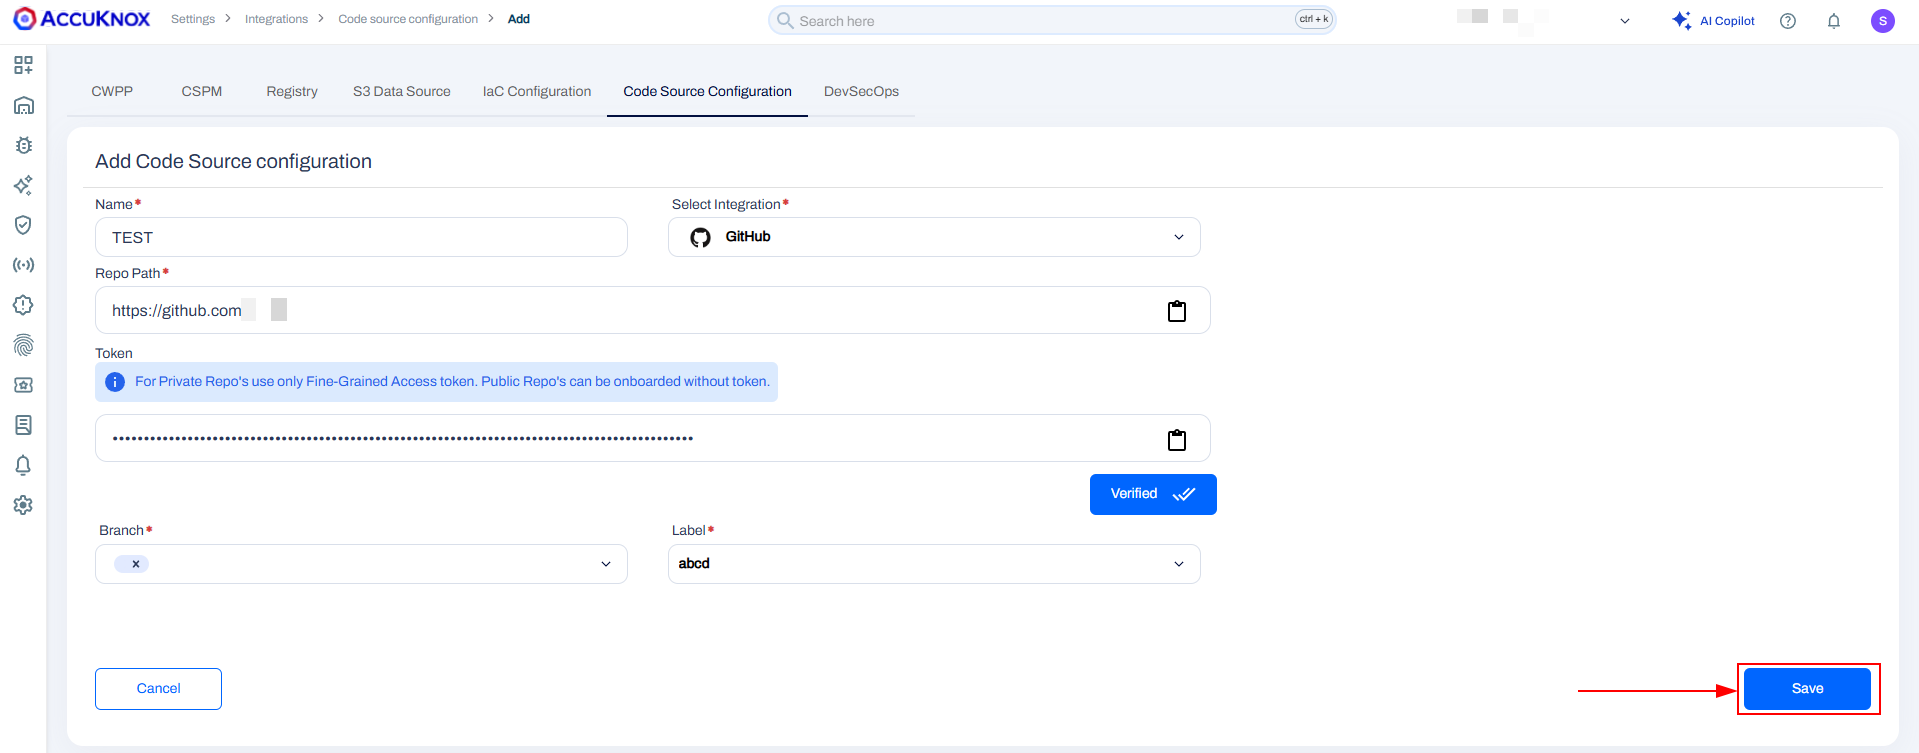 ACCUKNOX
Settings > Integrations > Code source configuration > Add
Search here
ctrl + k
AI Copilot
S
CWPP
CSPM
Registry
S3 Data Source
IaC Configuration
Code Source Configuration
DevSecOps
Add Code Source configuration
Name*
Select Integration*
TEST
GitHub
Repo Path*
https://github.com
Token
For Private Repo's use only Fine-Grained Access token. Public Repo's can be onboarded without token.
Verified
Branch*
Label*
abcd
Cancel
Save